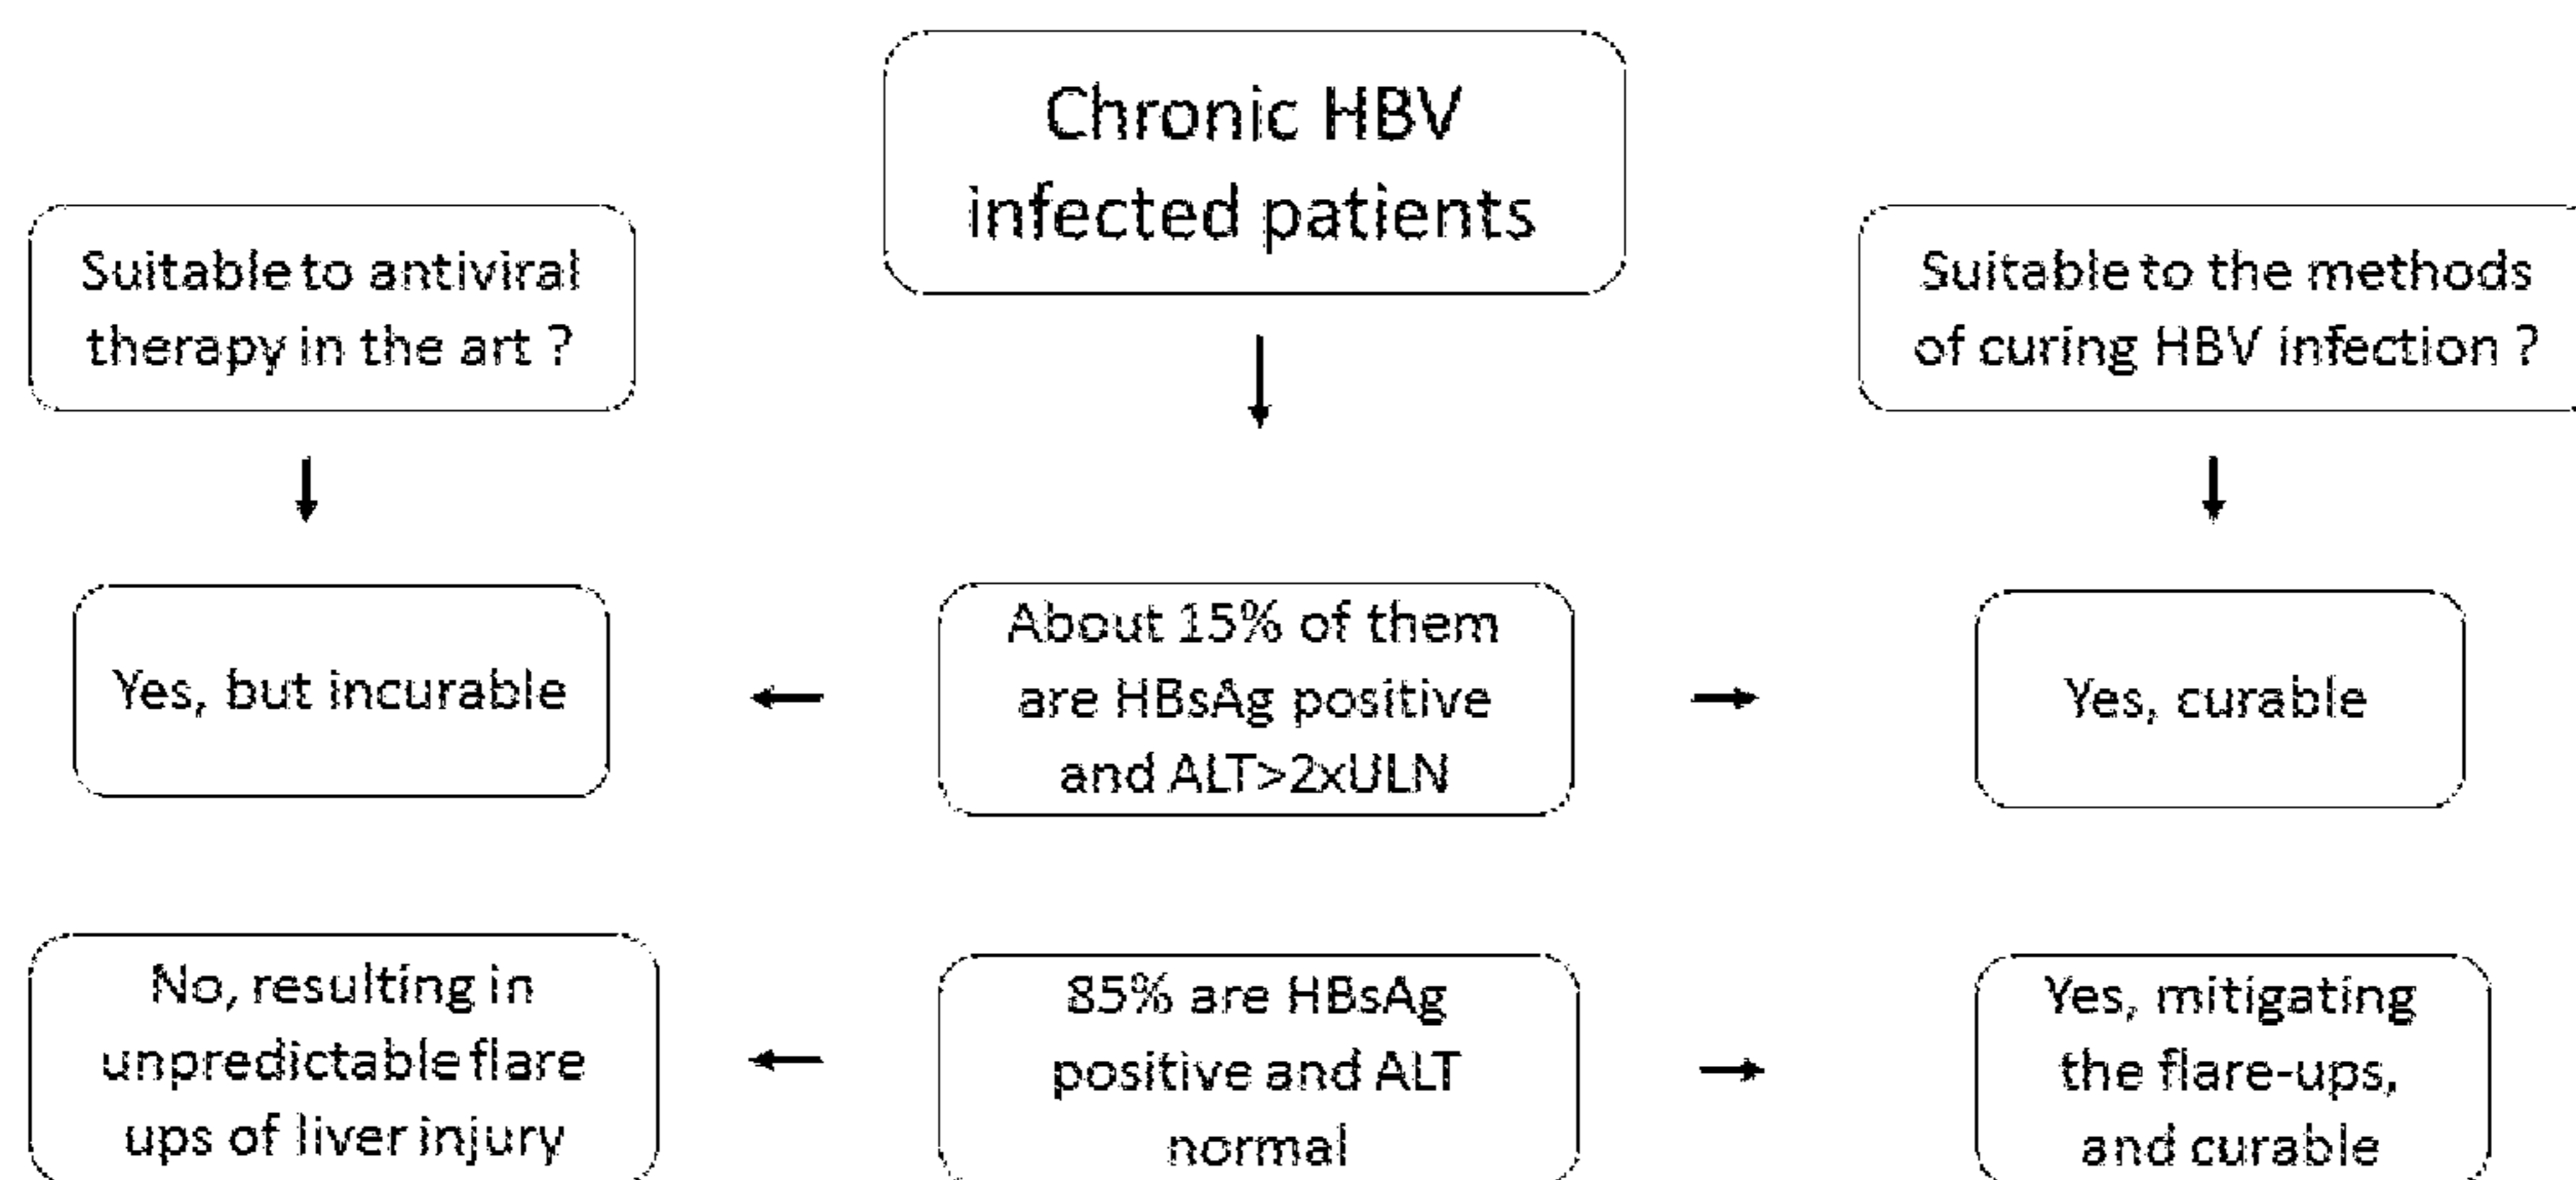 Chronic HBV
infected patients
Suitable to antiviral
therapy in the art ?
Suitable to the methods
of curing HBV infection ?
Yes, but incurable
About 15% of them
are HBsAg positive
and ALT>2xULN
Yes, curable
No, resulting in
unpredictable flare
ups of liver injury
85% are HBsAg
positive and ALT
normal
Yes, mitigating
the flare-ups,
and curable